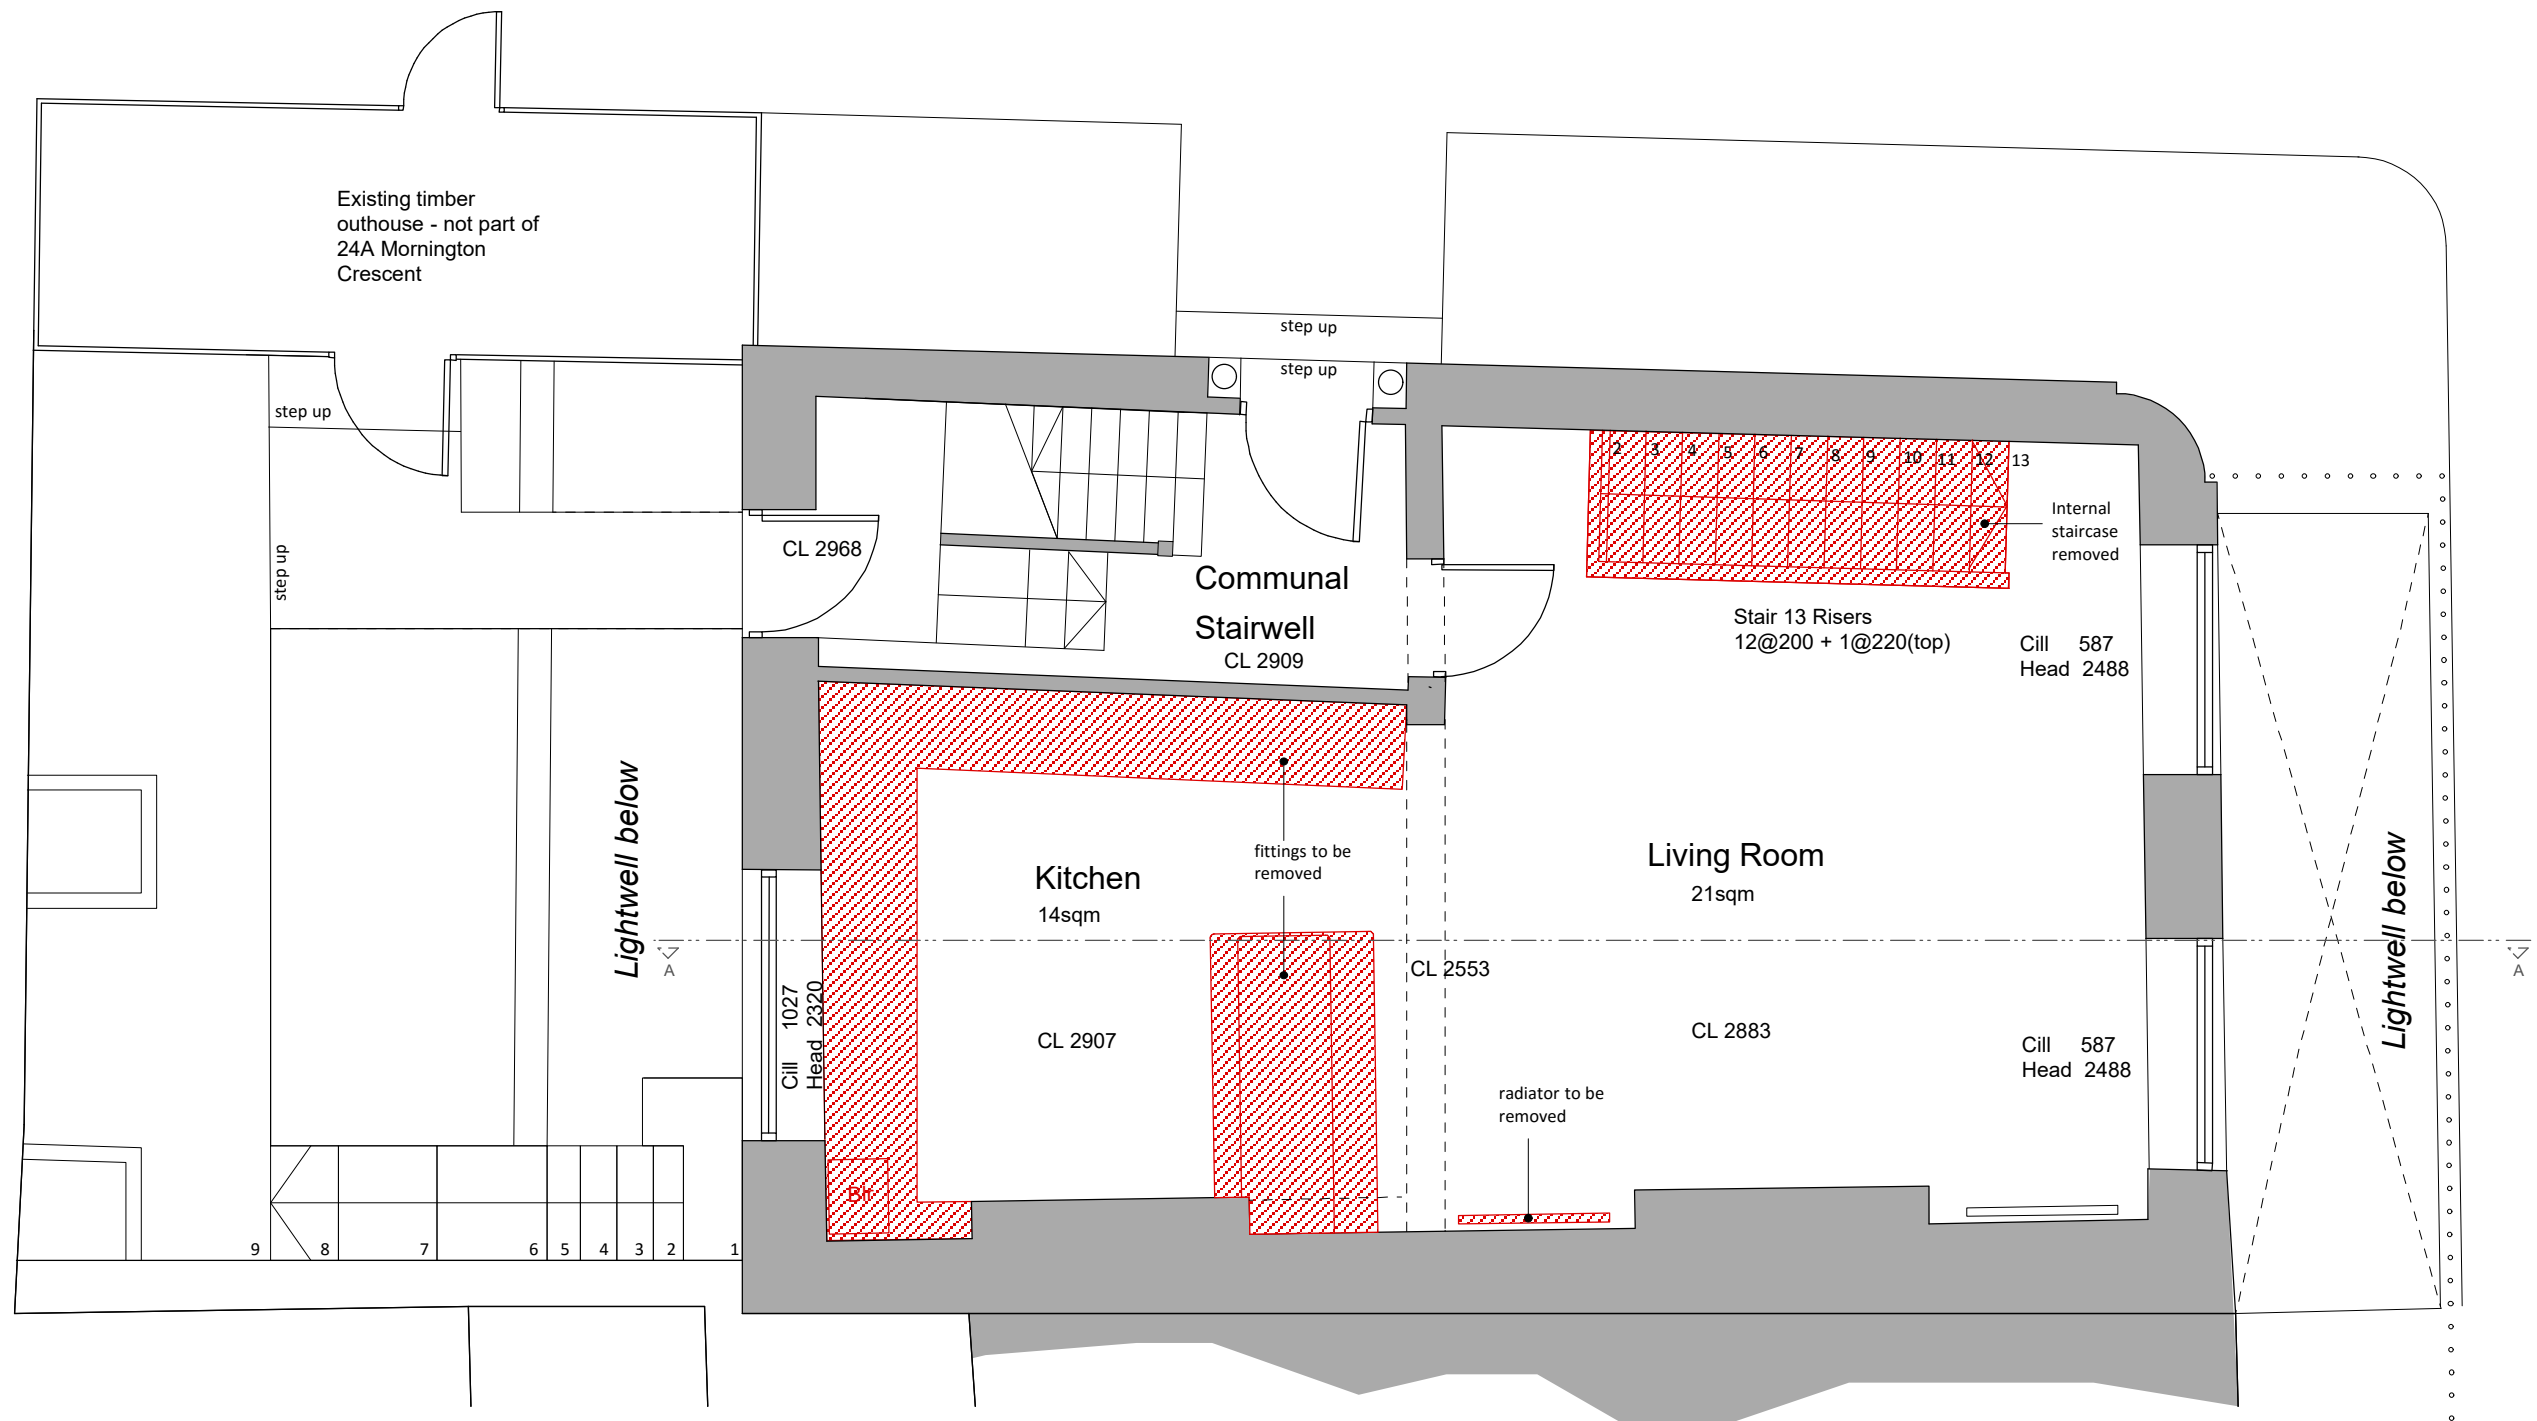 Existing timber
outhouse - not part of
24A Mornington
Crescent
step up
step up
step up
step up
2 3 4 5 6 7 8 9 10 11 12 13
Internal
staircase
removed
CL 2968
Communal
Stairwell
CL 2909
Stair 13 Risers
12@200 + 1@220(top)
Cill 587
Head 2488
Lightwell below
Kitchen
14sqm
fittings to be
removed
Living Room
21sqm
Lightwell below
A
A
CL 2553
Cill 1027
Head 2320
CL 2907
CL 2883
Cill 587
Head 2488
radiator to be
removed
Blr
9 8 7 6 5 4 3 2 1